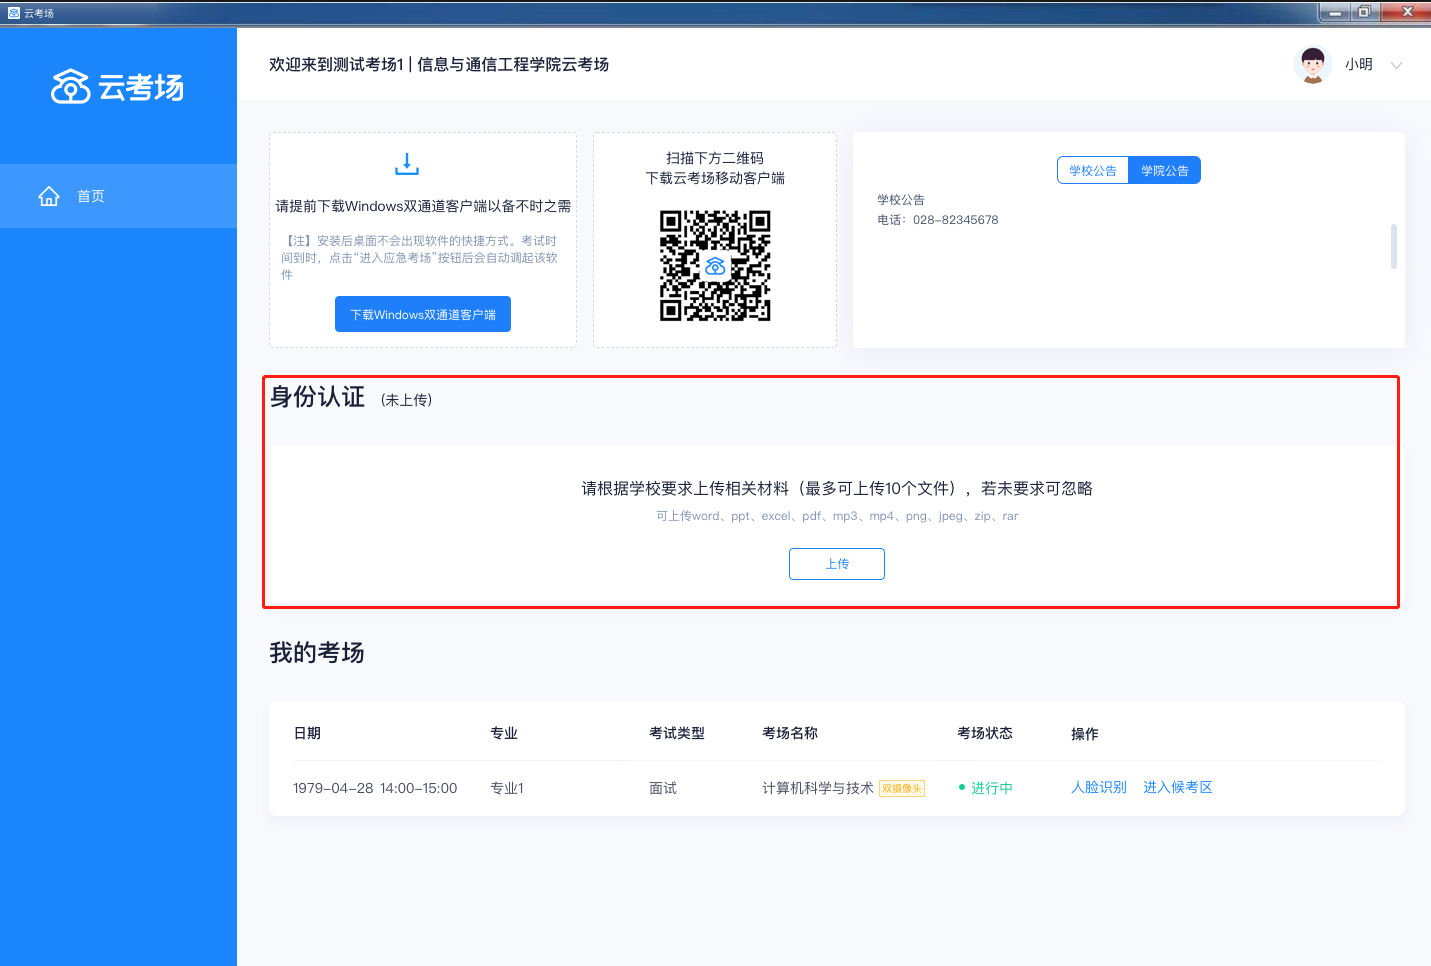 云考场
云考场
首页
欢迎来到测试考场1 | 信息与通信工程学院云考场
小明
请提前下载Windows双通道客户端以备不时之需
【注】安装后桌面不会出现软件的快捷方式。考试时
间到时，点击“进入应急考场”按钮后会自动调起该软
件
下载Windows双通道客户端
扫描下方二维码
下载云考场移动客户端
学校公告 学院公告
学校公告
电话：028-82345678
身份认证 （未上传）
请根据学校要求上传相关材料（最多可上传10个文件），若未要求可忽略
可上传word、ppt、excel、pdf、mp3、mp4、png、jpeg、zip、rar
上传
我的考场
日期 专业 考试类型 考场名称 考场状态 操作
1979-04-28 14:00-15:00 专业1 面试 计算机科学与技术 双摄像头 进行中 人脸识别 进入候考区